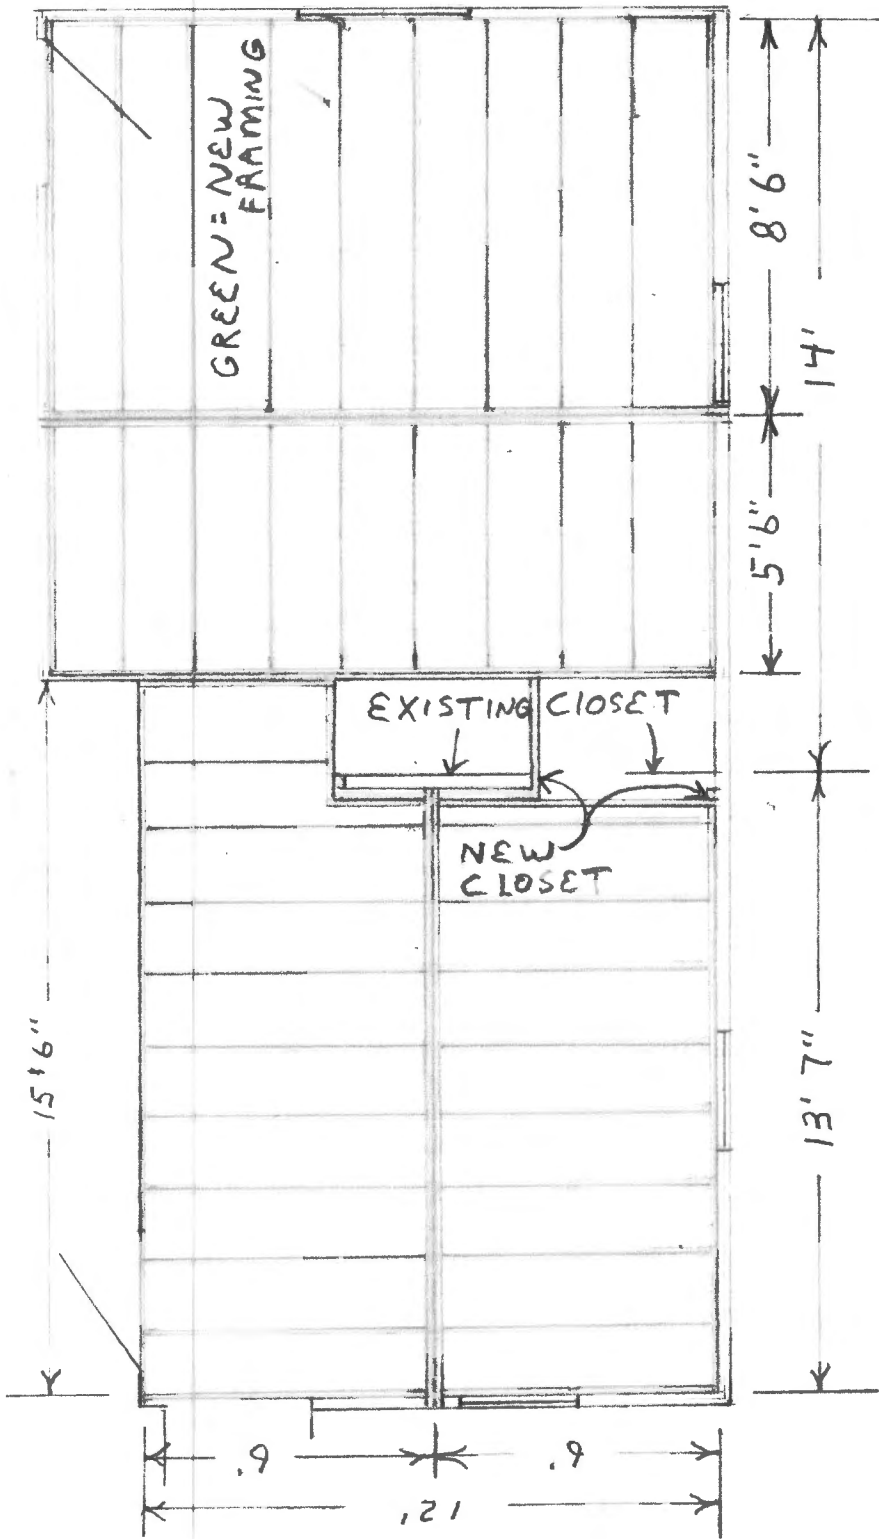 GREEN = NEW
FRAMING
8'6"
14'
5'6"
EXISTING CLOSET
NEW
CLOSET
15'6"
13' 7"
6'
6'
12'